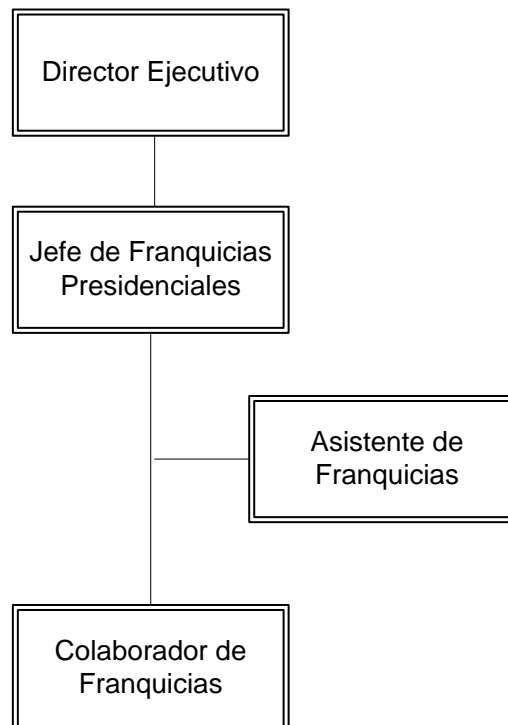 Director Ejecutivo
Jefe de Franquicias
Presidenciales
Asistente de
Franquicias
Colaborador de
Franquicias